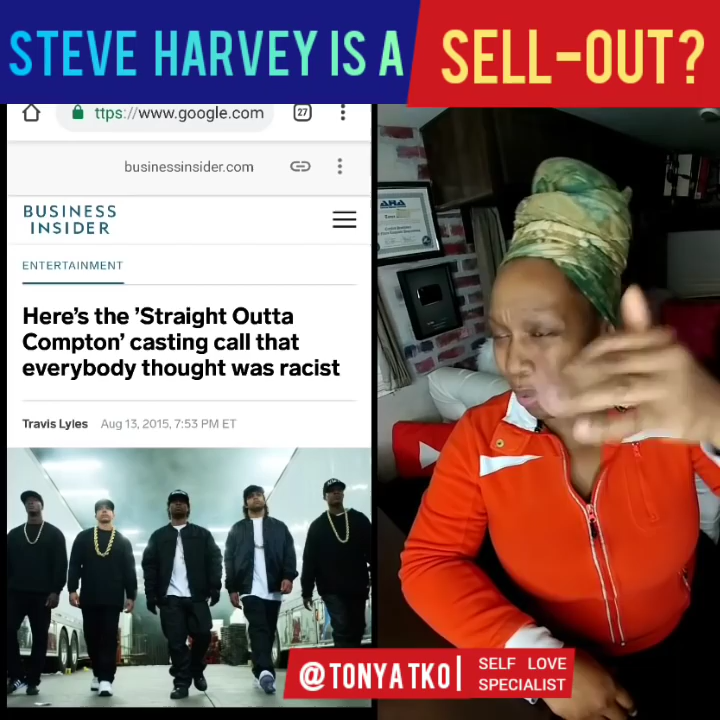 STEVE HARVEY IS A SELL-OUT?
ttps://www.google.com 27
businessinsider.com
BUSINESS
INSIDER
ENTERTAINMENT
Here's the 'Straight Outta
Compton' casting call that
everybody thought was racist
Travis Lyles Aug 13, 2015, 7:53 PM ET
@TONYATKO|
SELF LOVE
SPECIALIST